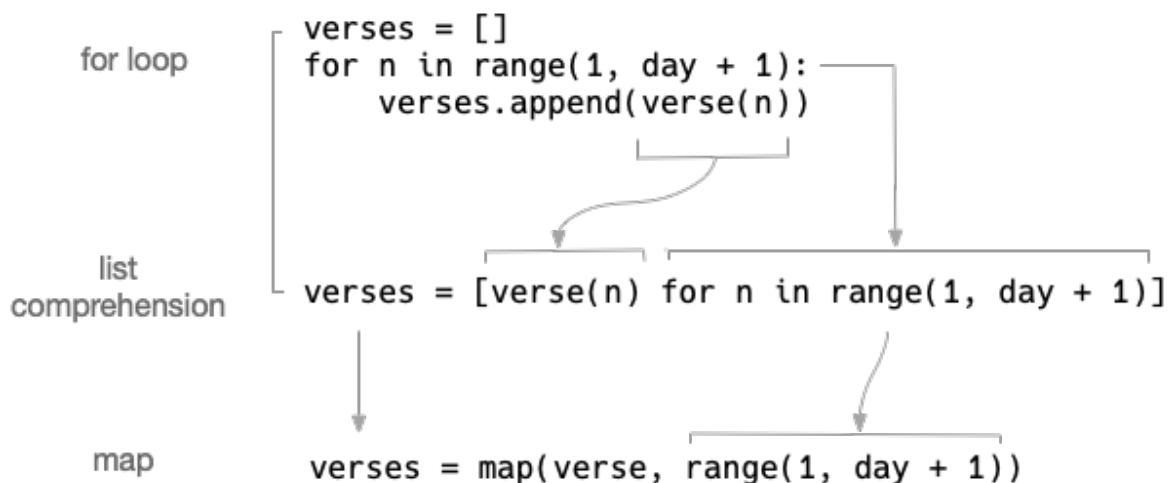 for loop
verses = []
for n in range(1, day + 1):
    verses.append(verse(n))
list
comprehension
verses = [verse(n) for n in range(1, day + 1)]
map
verses = map(verse, range(1, day + 1))